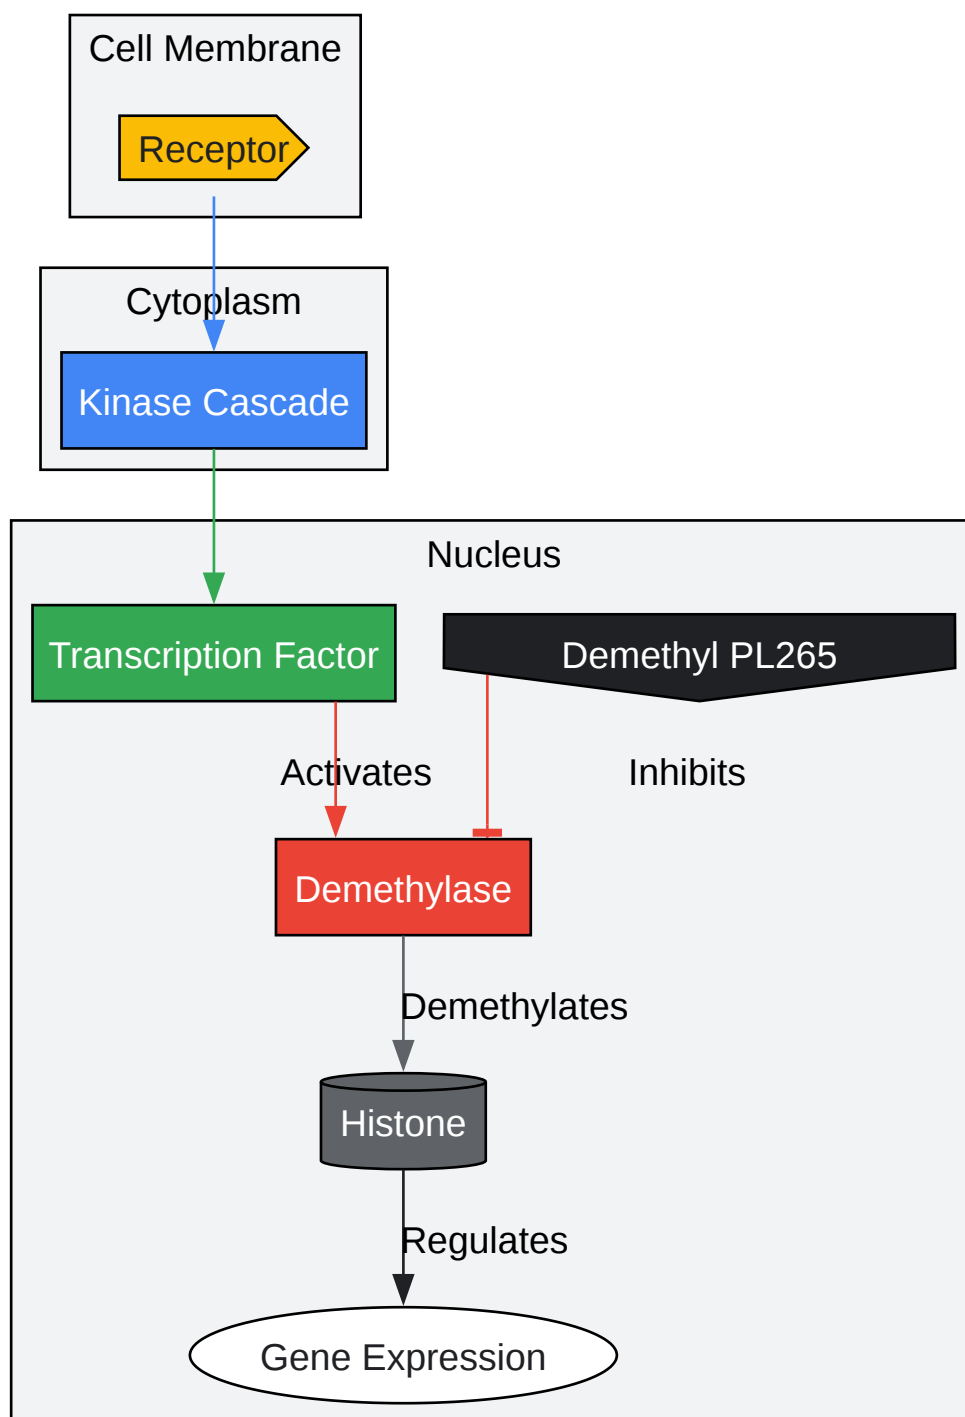 Cell Membrane
Receptor
Cytoplasm
Kinase Cascade
Nucleus
Transcription Factor
Demethyl PL265
Activates
Inhibits
Demethylase
Demethylates
Histone
Regulates
Gene Expression